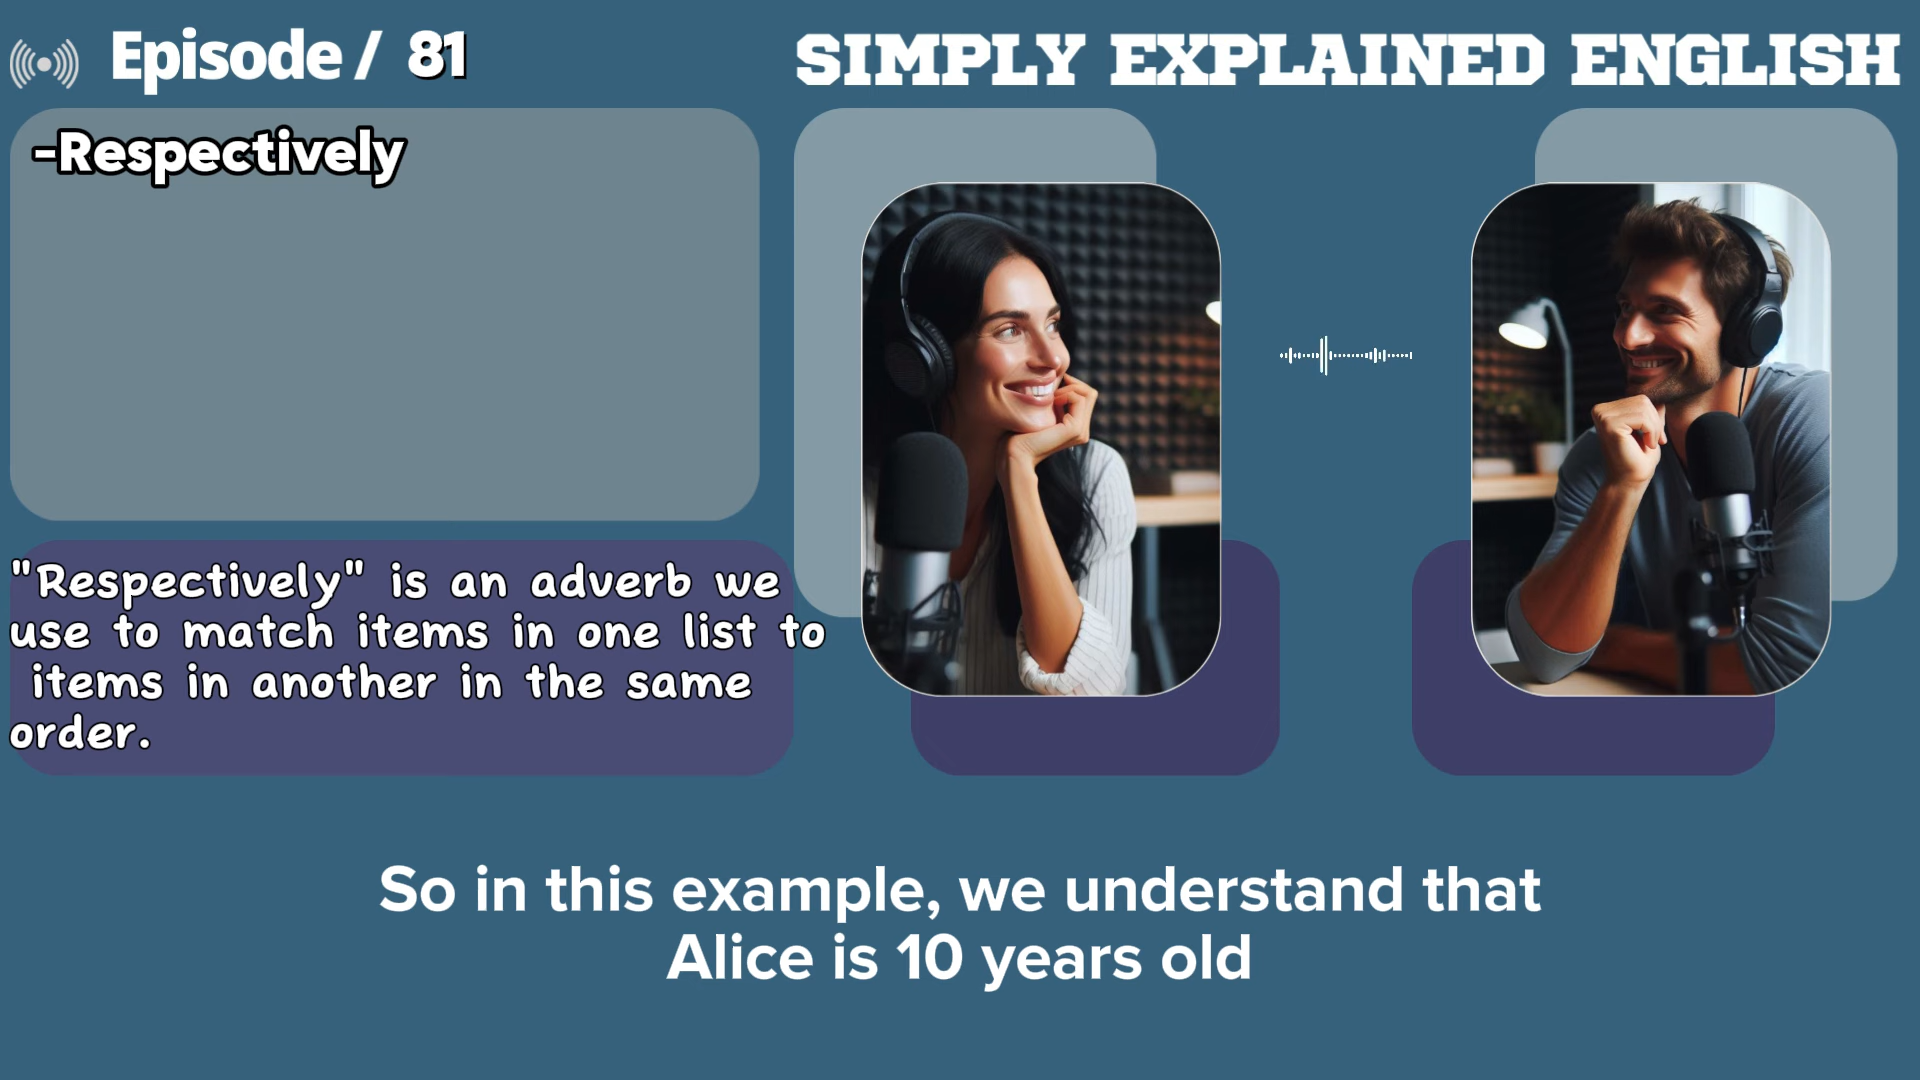 Episode / 81
SIMPLY EXPLAINED ENGLISH
-Respectively
"Respectively" is an adverb we
use to match items in one list to
items in another in the same
order.
So in this example, we understand that
Alice is 10 years old